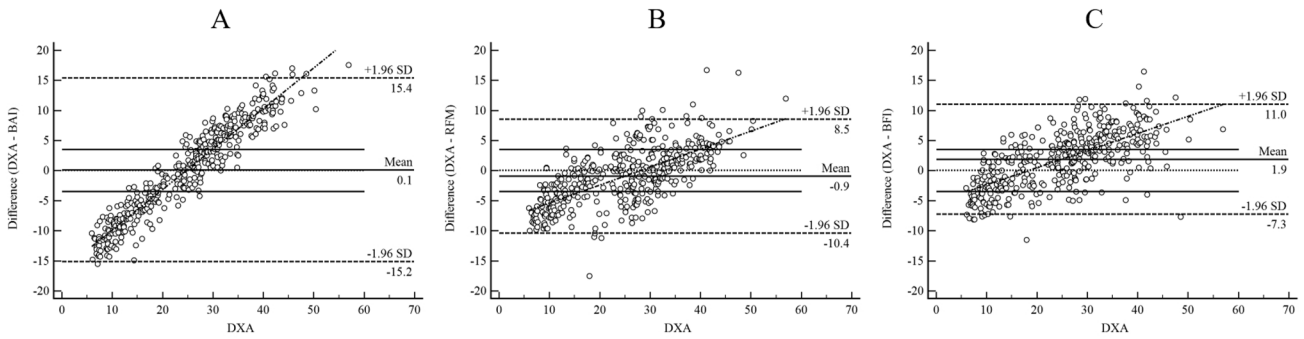 A
B
C
Difference (DXA - BAI)
20
15
10
5
0
-5
-10
-15
-20
+1.96 SD
15.4
Mean
0.1
-1.96 SD
-15.2
0 10 20 30 40 50 60 70
DXA
Difference (DXA - RFM)
20
15
10
5
0
-5
-10
-15
-20
+1.96 SD
8.5
Mean
-0.9
-1.96 SD
-10.4
0 10 20 30 40 50 60 70
DXA
Difference (DXA - BFI)
20
15
10
5
0
-5
-10
-15
-20
+1.96 SD
11.0
Mean
1.9
-1.96 SD
-7.3
0 10 20 30 40 50 60 70
DXA